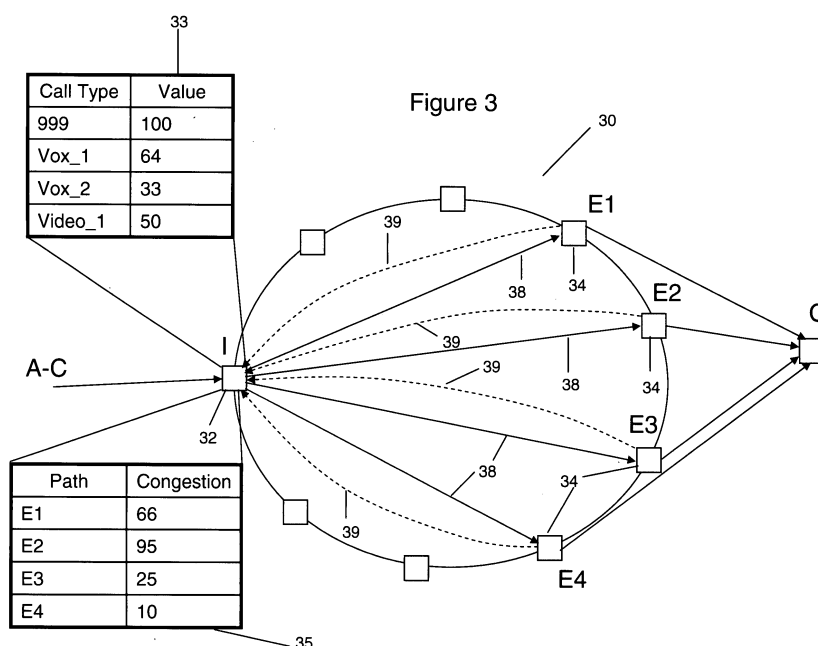 33
Call Type Value
999 100
Vox_1 64
Vox_2 33
Video_1 50
Figure 3
30
E1
39
38
34
E2
39
38
34
39
I
A-C
32
E3
38
34
39
E4
Path Congestion
E1 66
E2 95
E3 25
E4 10
35